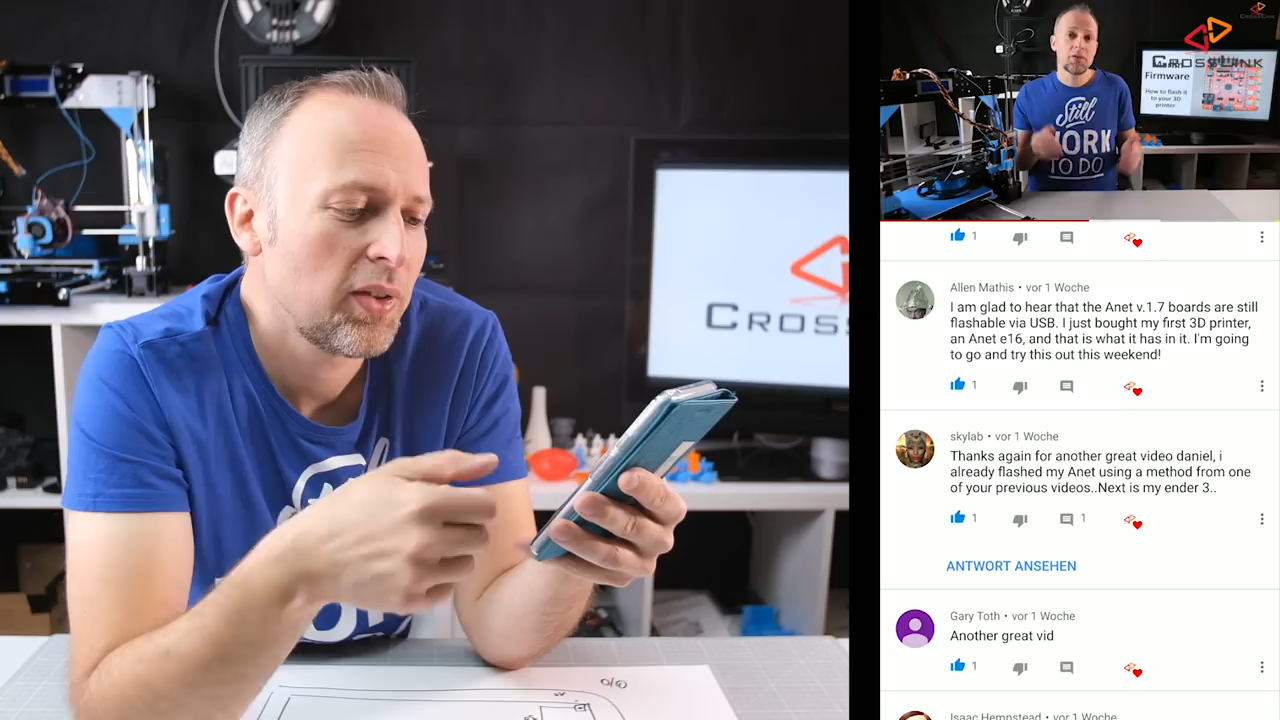 CROSSLINK
CROSSLINK
Firmware
How to flash it
to your 3D
printer
Still
WORK
TO DO
CROSS
1
Allen Mathis • vor 1 Woche
I am glad to hear that the Anet v.1.7 boards are still
flashable via USB. I just bought my first 3D printer,
an Anet e16, and that is what it has in it. I'm going
to go and try this out this weekend!
1
skylab • vor 1 Woche
Thanks again for another great video daniel, i
already flashed my Anet using a method from one
of your previous videos..Next is my ender 3..
1
1
ANTWORT ANSEHEN
Gary Toth • vor 1 Woche
Another great vid
1
Isaac Hempstead • vor 1 Woche